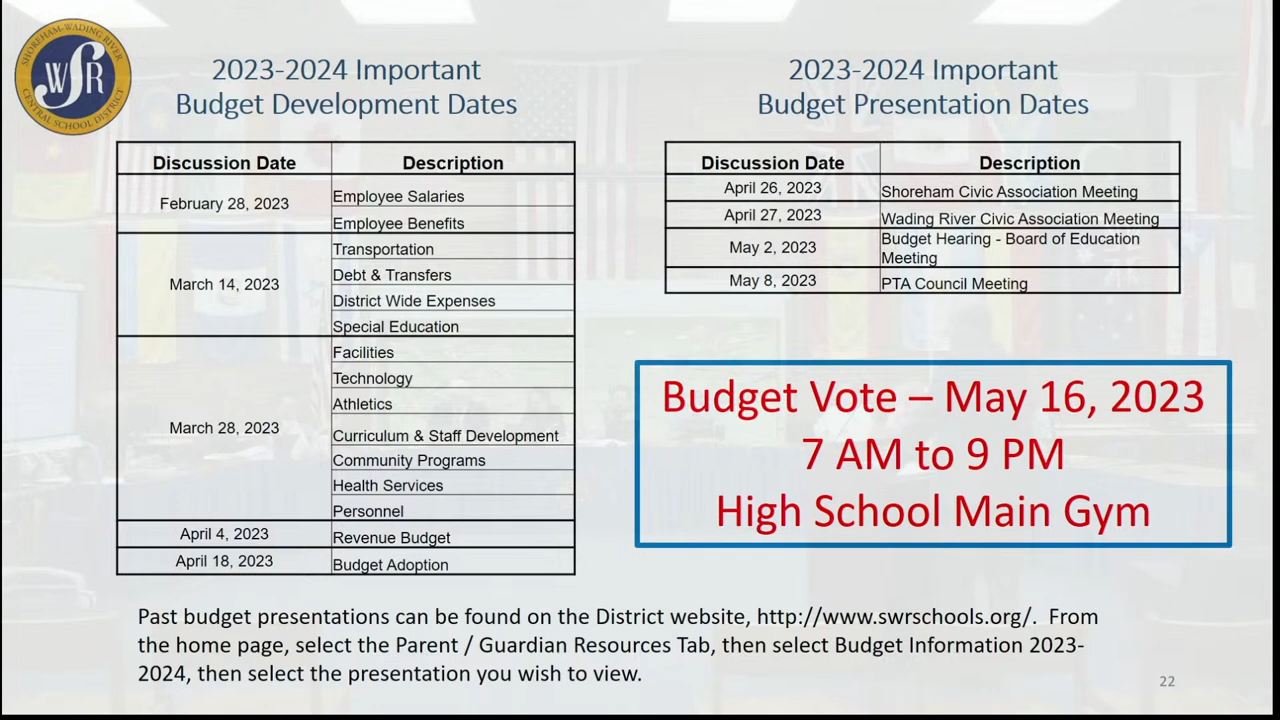 SHOREHAM-WADING RIVER
WSR
CENTRAL SCHOOL DISTRICT
2023-2024 Important
Budget Development Dates
Discussion Date Description
February 28, 2023 Employee Salaries
Employee Benefits
March 14, 2023 Transportation
Debt & Transfers
District Wide Expenses
Special Education
March 28, 2023 Facilities
Technology
Athletics
Curriculum & Staff Development
Community Programs
Health Services
Personnel
April 4, 2023 Revenue Budget
April 18, 2023 Budget Adoption
2023-2024 Important
Budget Presentation Dates
Discussion Date Description
April 26, 2023 Shoreham Civic Association Meeting
April 27, 2023 Wading River Civic Association Meeting
May 2, 2023 Budget Hearing - Board of Education
Meeting
May 8, 2023 PTA Council Meeting
Budget Vote – May 16, 2023
7 AM to 9 PM
High School Main Gym
Past budget presentations can be found on the District website, http://www.swrschools.org/. From
the home page, select the Parent / Guardian Resources Tab, then select Budget Information 2023-
2024, then select the presentation you wish to view.
22